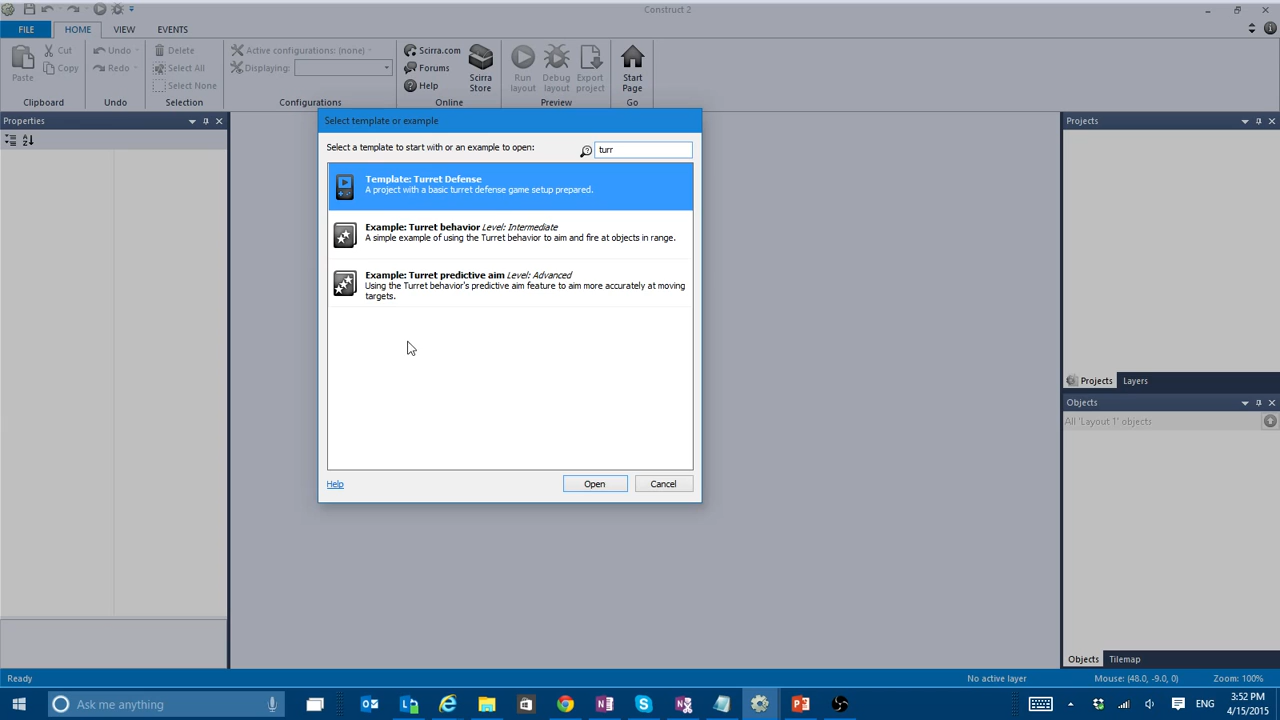 Construct 2
FILE HOME VIEW EVENTS
Paste Cut Copy Clipboard
Undo Redo Undo
Delete Select All Select None Selection
Active configurations: (none) Displaying: Configurations
Scirra.com Forums Help Scirra Store Online
Run layout Debug layout Export project Preview
Start Page Go
Properties
Select template or example
Select a template to start with or an example to open:
turr
Template: Turret Defense
A project with a basic turret defense game setup prepared.
Example: Turret behavior Level: Intermediate
A simple example of using the Turret behavior to aim and fire at objects in range.
Example: Turret predictive aim Level: Advanced
Using the Turret behavior's predictive aim feature to aim more accurately at moving
targets.
Help Open Cancel
Projects
Projects Layers
Objects
All 'Layout 1' objects
Objects Tilemap
Ready No active layer Mouse: (48.0, -9.0, 0) Zoom: 100%
Ask me anything
ENG
3:52 PM
4/15/2015